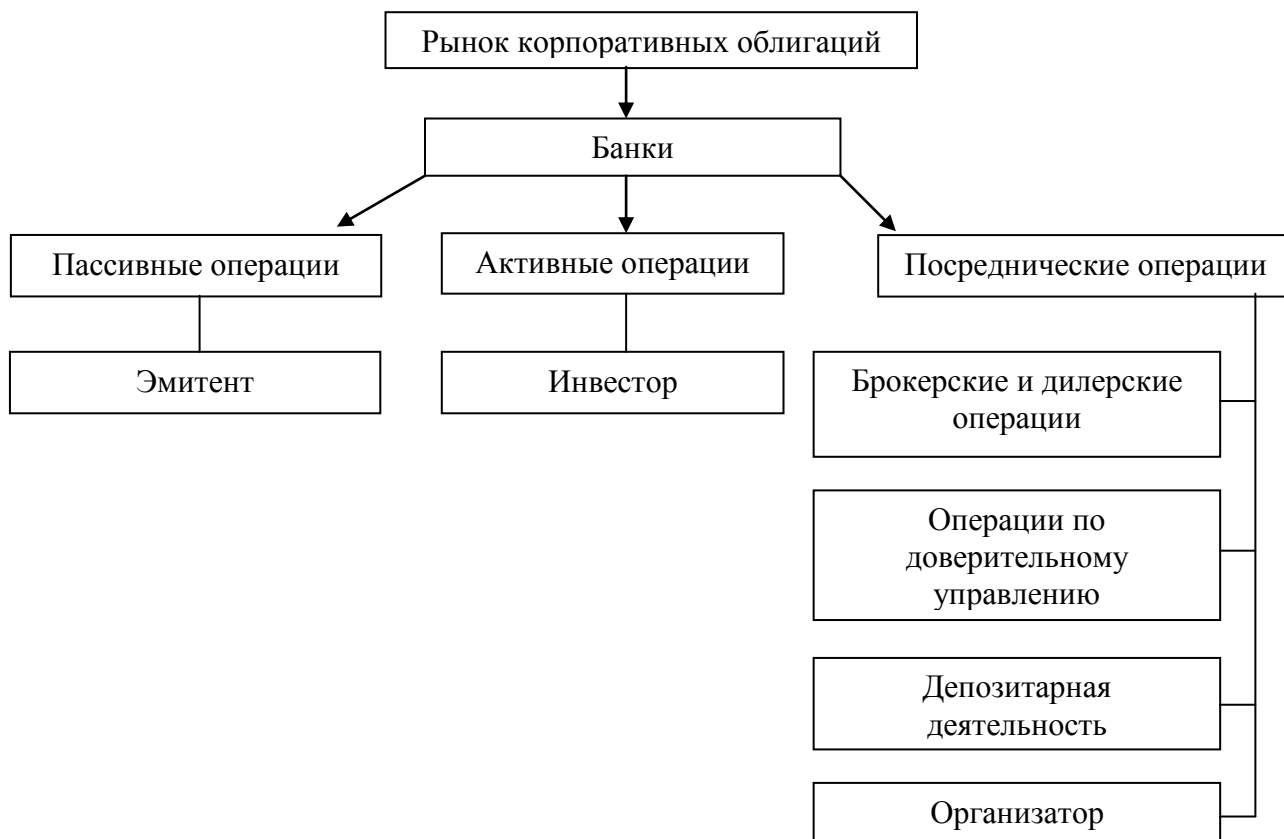 Рынок корпоративных облигаций
Банки
Пассивные операции
Активные операции
Посреднические операции
Эмитент
Инвестор
Брокерские и дилерские
операции
Операции по
доверительному
управлению
Депозитарная
деятельность
Организатор